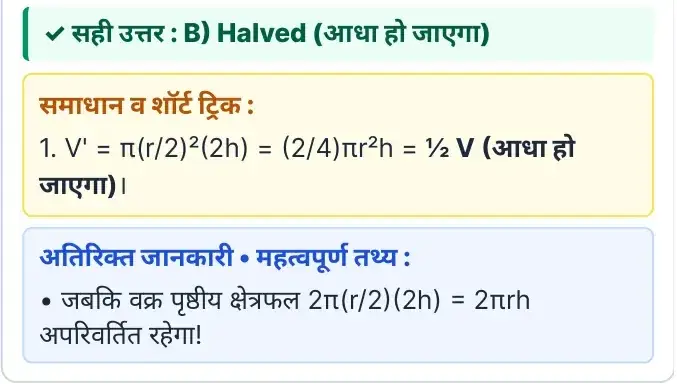 ✓ सही उत्तर : B) Halved (आधा हो जाएगा)
समाधान व शॉर्ट ट्रिक :
1. V' = π(r/2)²(2h) = (2/4)πr²h = ½ V (आधा हो
जाएगा)।
अतिरिक्त जानकारी • महत्वपूर्ण तथ्य :
• जबकि वक्र पृष्ठीय क्षेत्रफल 2π(r/2)(2h) = 2πrh
अपरिवर्तित रहेगा!